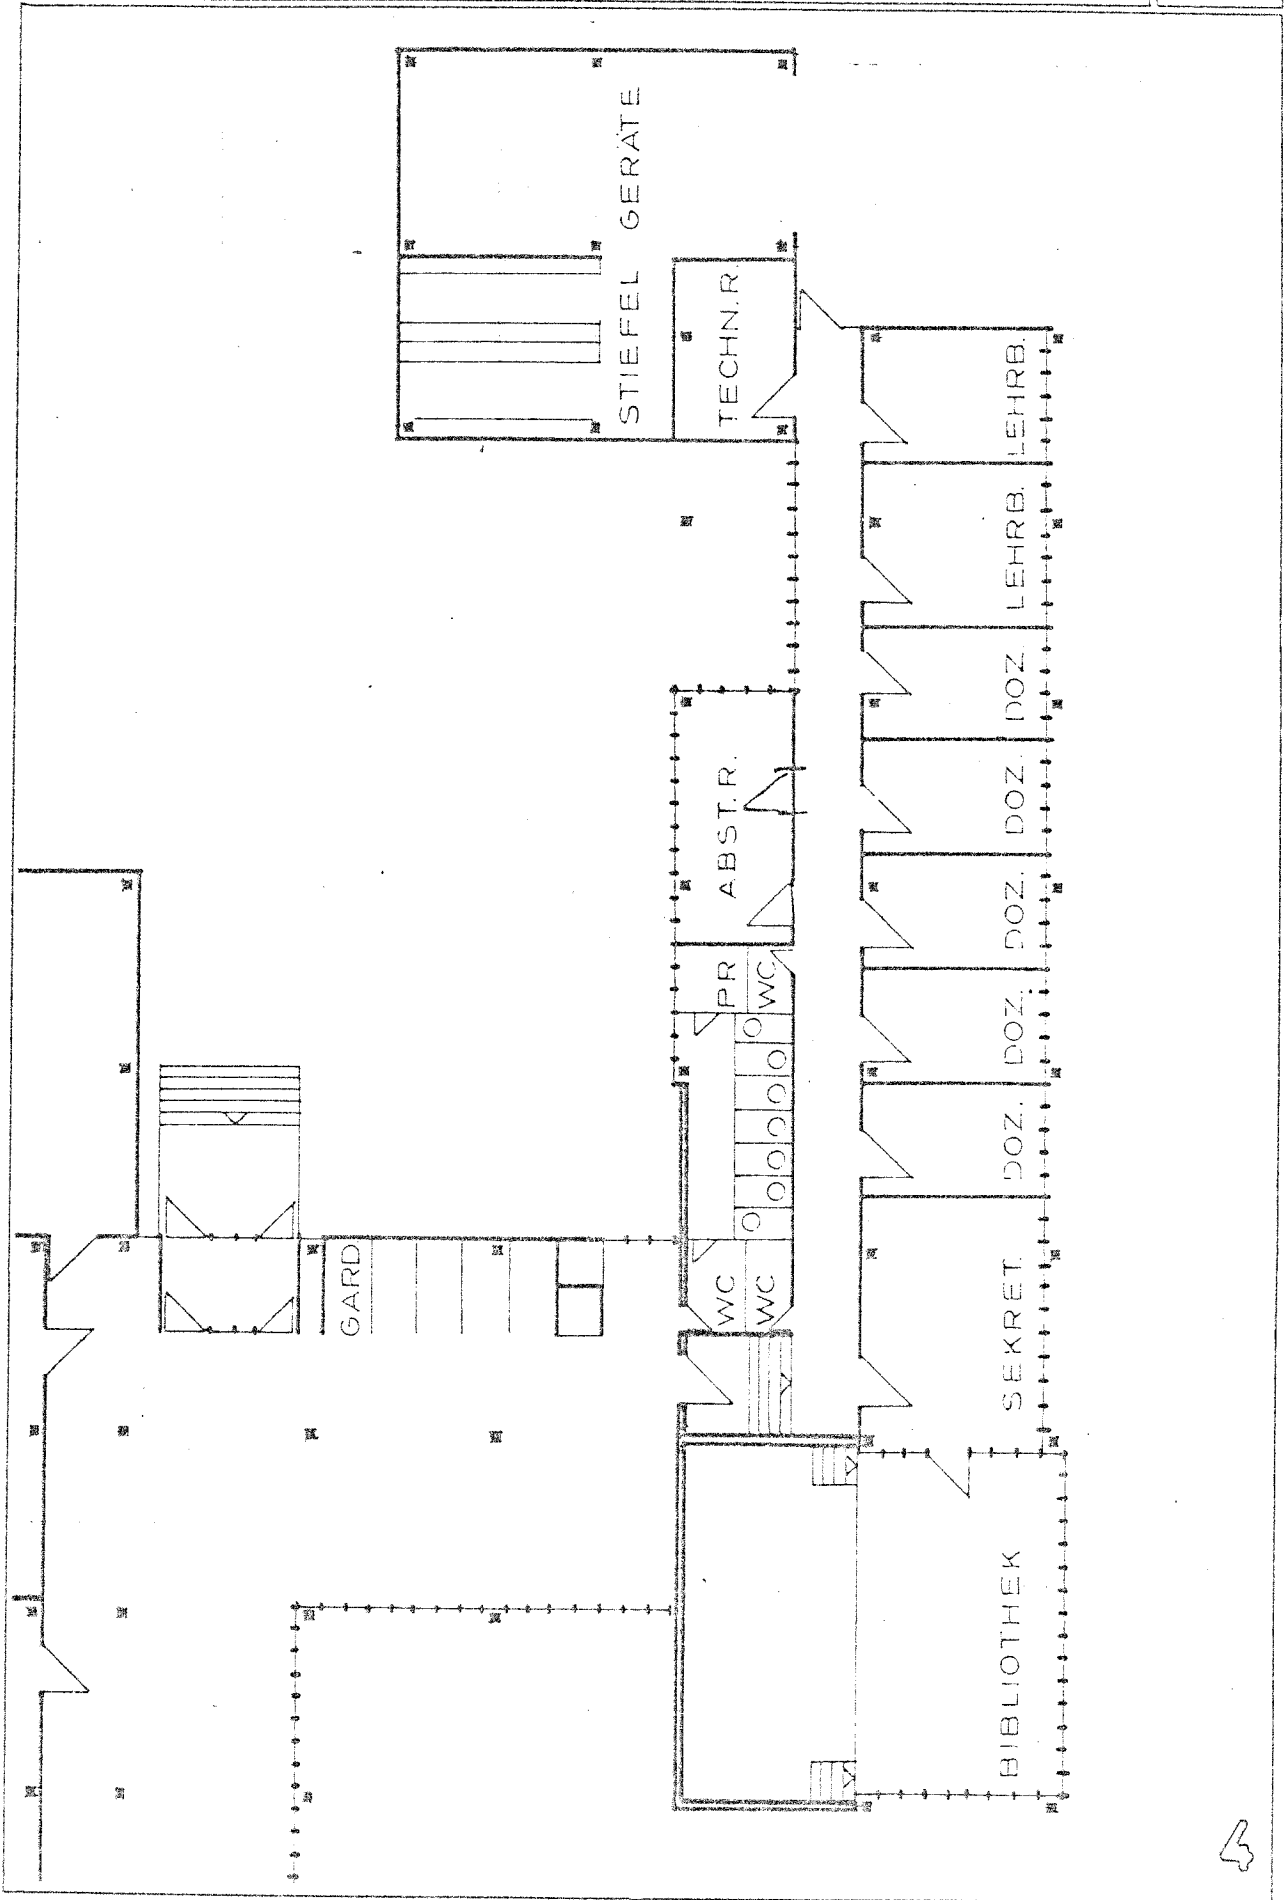 STIEFEL GERÄTE
TECHN.R.
LEHRB.
LEHRB.
DOZ.
DOZ.
DOZ.
DOZ.
DOZ.
SEKRET.
BIBLIOTHEK
ABST.R.
PR
WC
WC
WC
GARD
4